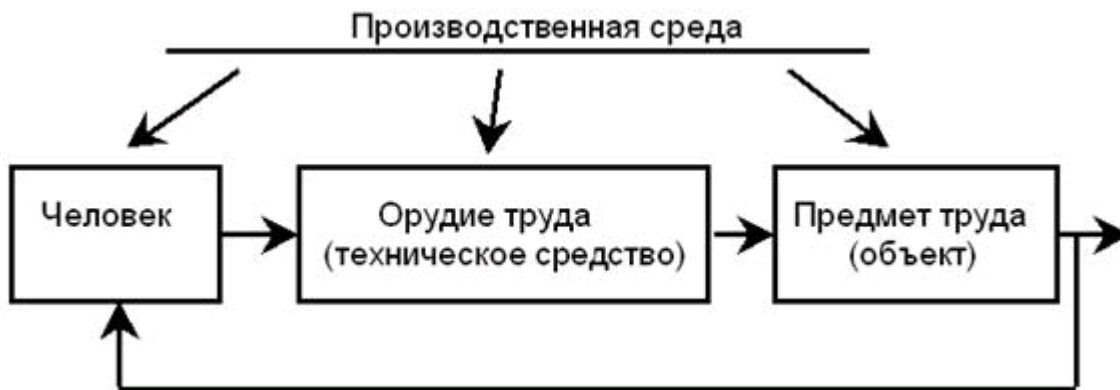 Производственная среда
Человек
Орудие труда
(техническое средство)
Предмет труда
(объект)